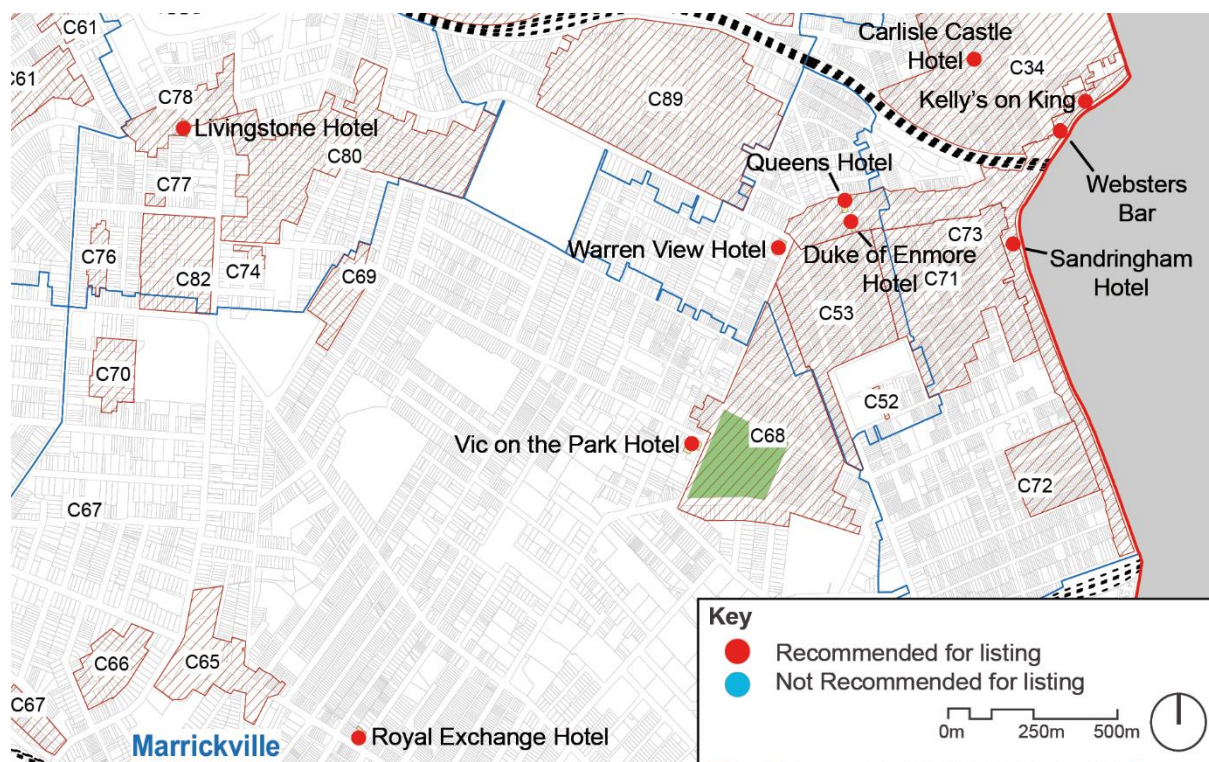 C61
Carlisle Castle
Hotel
C34
C61
C78
C89
Kelly's on King
Livingstone Hotel
C80
Queens Hotel
C77
Websters
Bar
C73
Warren View Hotel
Duke of Enmore
Hotel
C76
C74
C69
C82
C71
Sandringham
Hotel
C53
C70
C52
Vic on the Park Hotel
C68
C72
C67
Key
Recommended for listing
Not Recommended for listing
C66
C65
C67
0m 250m 500m
Royal Exchange Hotel
Marrickville